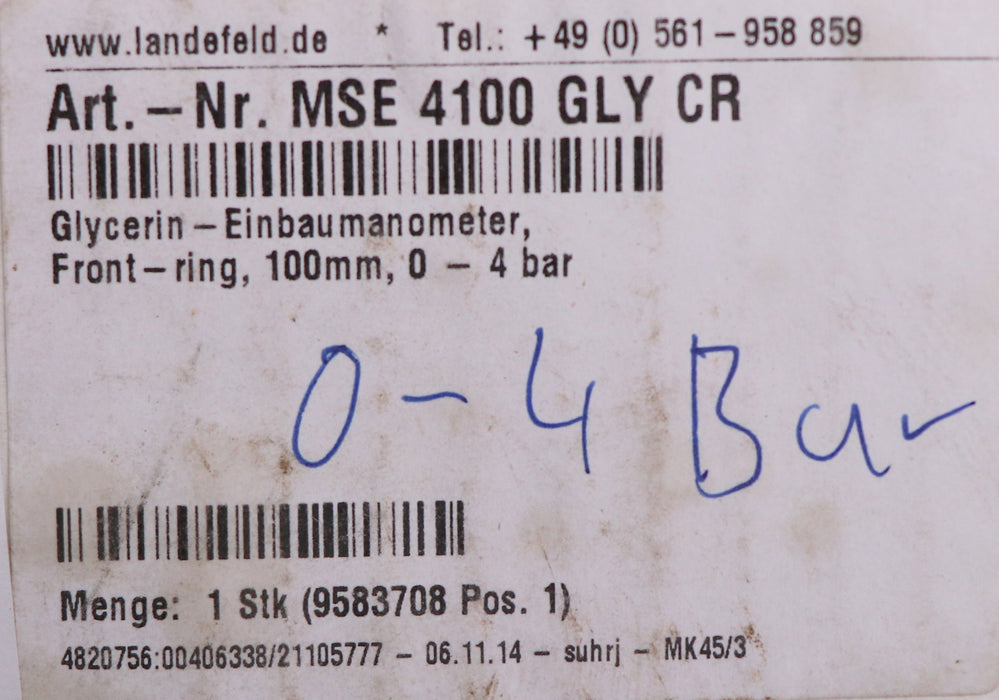 www.landefeld.de * Tel.: +49 (0) 561-958 859
Art.-Nr. MSE 4100 GLY CR
Glycerin-Einbaumanometer,
Front-ring, 100mm, 0 - 4 bar
0-4 Bar
Menge: 1 Stk (9583708 Pos. 1)
4820756:00406338/21105777 - 06.11.14 - suhrj - MK45/3